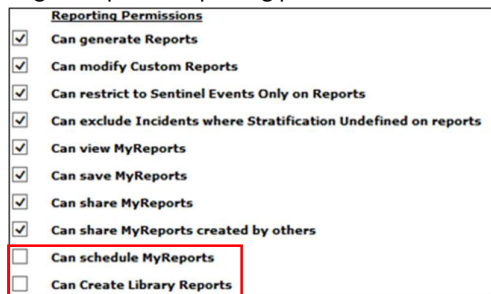 Reporting Permissions
Can generate Reports
Can modify Custom Reports
Can restrict to Sentinel Events Only on Reports
Can exclude Incidents where Stratification Undefined on reports
Can view MyReports
Can save MyReports
Can share MyReports
Can share MyReports created by others
Can schedule MyReports
Can Create Library Reports